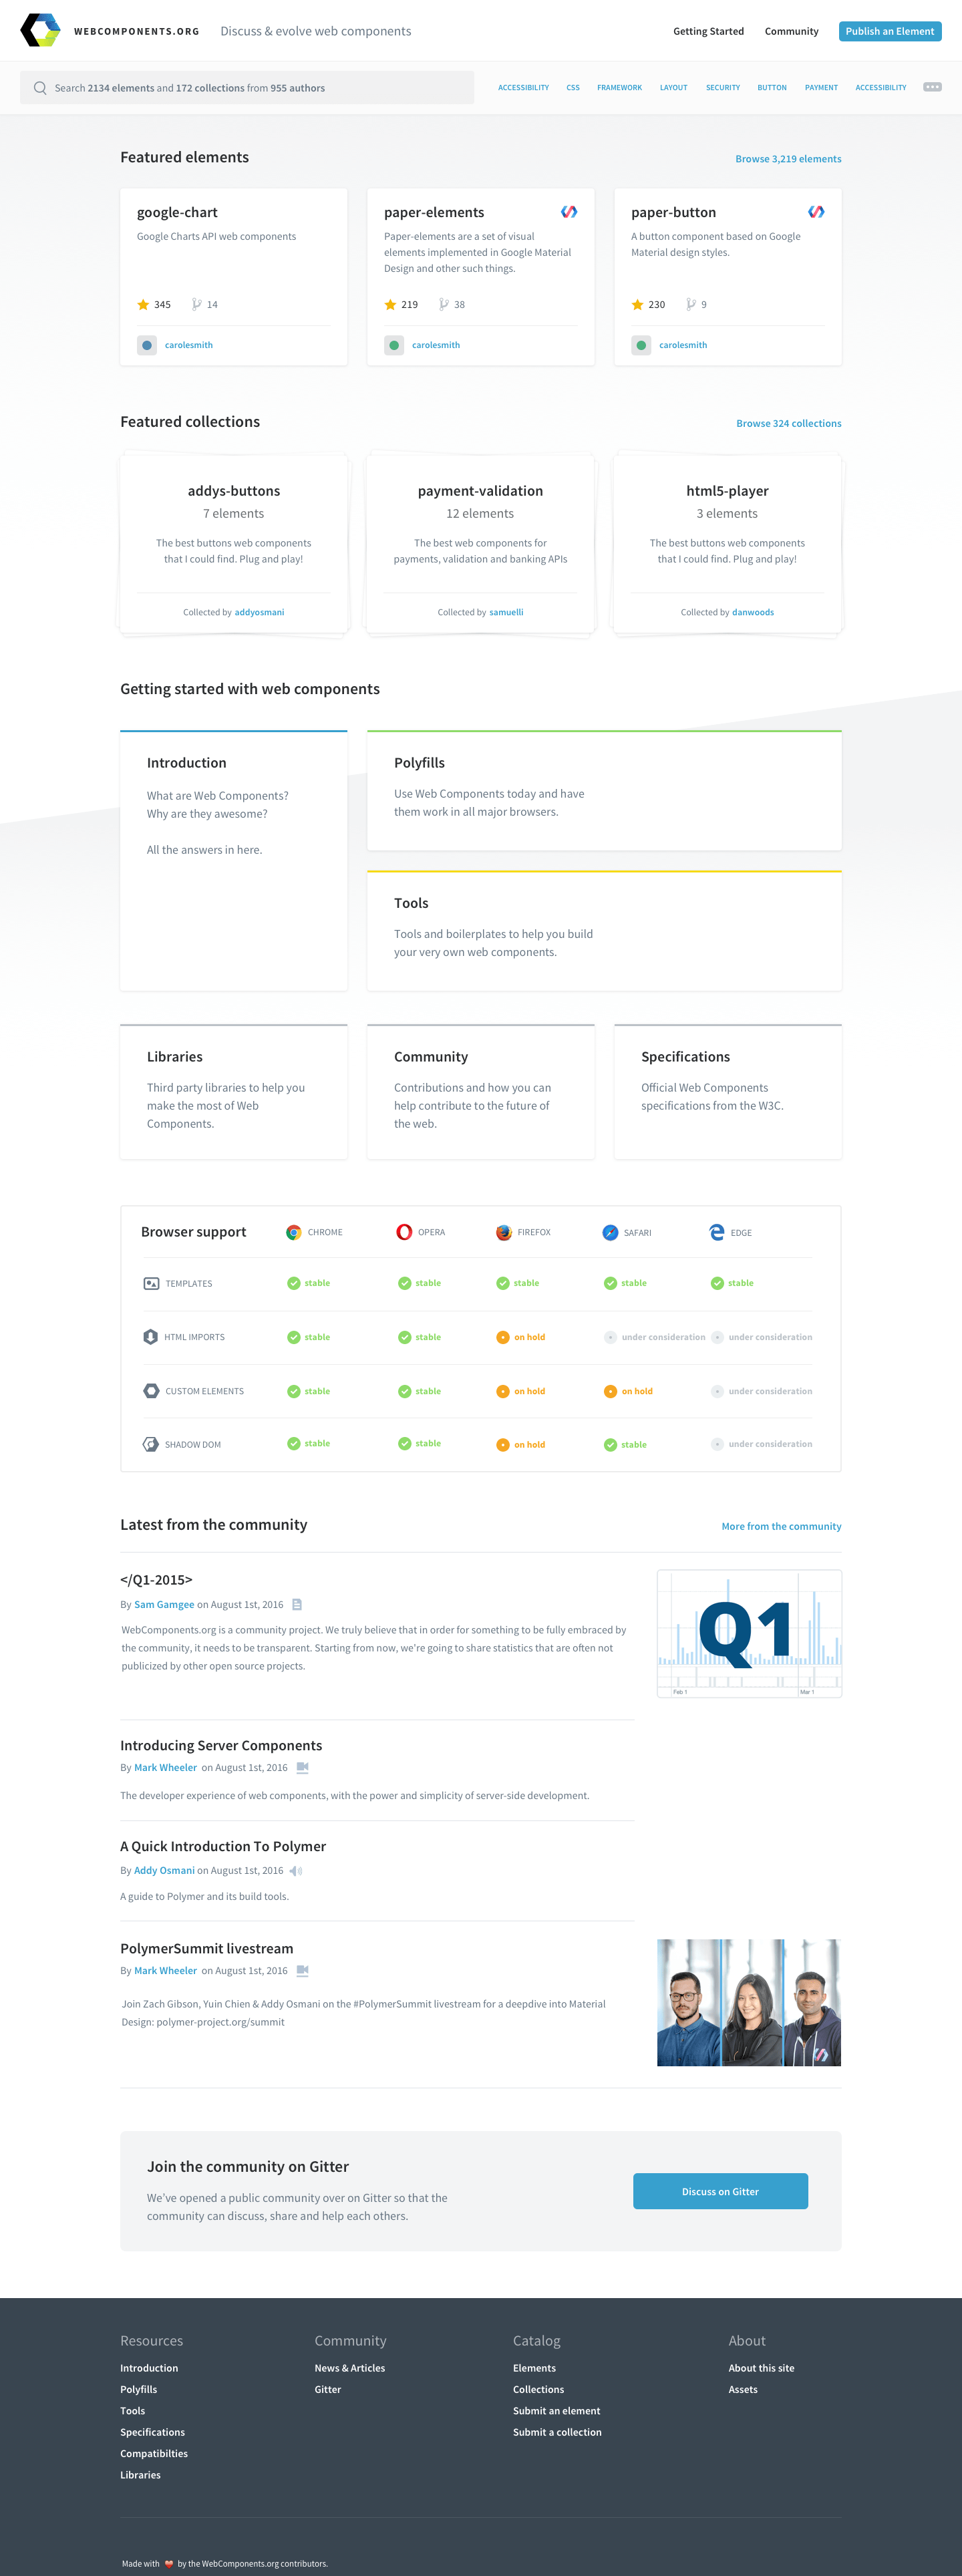 WEBCOMPONENTS.ORG
Discuss & evolve web components
Getting Started
Community
Publish an Element
Search 2134 elements and 172 collections from 955 authors
ACCESSIBILITY
CSS
FRAMEWORK
LAYOUT
SECURITY
BUTTON
PAYMENT
ACCESSIBILITY
Featured elements
Browse 3,219 elements
google-chart
Google Charts API web components
345
14
carolesmith
paper-elements
Paper-elements are a set of visual
elements implemented in Google Material
Design and other such things.
219
38
carolesmith
paper-button
A button component based on Google
Material design styles.
230
9
carolesmith
Featured collections
Browse 324 collections
addys-buttons
7 elements
The best buttons web components
that I could find. Plug and play!
Collected by addyosmani
payment-validation
12 elements
The best web components for
payments, validation and banking APIs
Collected by samuelli
html5-player
3 elements
The best buttons web components
that I could find. Plug and play!
Collected by danwoods
Getting started with web components
Introduction
What are Web Components?
Why are they awesome?
All the answers in here.
Polyfills
Use Web Components today and have
them work in all major browsers.
Tools
Tools and boilerplates to help you build
your very own web components.
Libraries
Third party libraries to help you
make the most of Web
Components.
Community
Contributions and how you can
help contribute to the future of
the web.
Specifications
Official Web Components
specifications from the W3C.
Browser support
CHROME
OPERA
FIREFOX
SAFARI
EDGE
TEMPLATES
stable
stable
stable
stable
stable
HTML IMPORTS
stable
stable
on hold
under consideration
under consideration
CUSTOM ELEMENTS
stable
stable
on hold
on hold
under consideration
SHADOW DOM
stable
stable
on hold
stable
under consideration
Latest from the community
More from the community
</Q1-2015>
By Sam Gamgee on August 1st, 2016
WebComponents.org is a community project. We truly believe that in order for something to be fully embraced by
the community, it needs to be transparent. Starting from now, we're going to share statistics that are often not
publicized by other open source projects.
Q1
Feb 1
Mar 1
Introducing Server Components
By Mark Wheeler on August 1st, 2016
The developer experience of web components, with the power and simplicity of server-side development.
A Quick Introduction To Polymer
By Addy Osmani on August 1st, 2016
A guide to Polymer and its build tools.
PolymerSummit livestream
By Mark Wheeler on August 1st, 2016
Join Zach Gibson, Yuin Chien & Addy Osmani on the #PolymerSummit livestream for a deepdive into Material
Design: polymer-project.org/summit
Join the community on Gitter
We've opened a public community over on Gitter so that the
community can discuss, share and help each others.
Discuss on Gitter
Resources
Introduction
Polyfills
Tools
Specifications
Compatibilties
Libraries
Community
News & Articles
Gitter
Catalog
Elements
Collections
Submit an element
Submit a collection
About
About this site
Assets
Made with ❤️ by the WebComponents.org contributors.